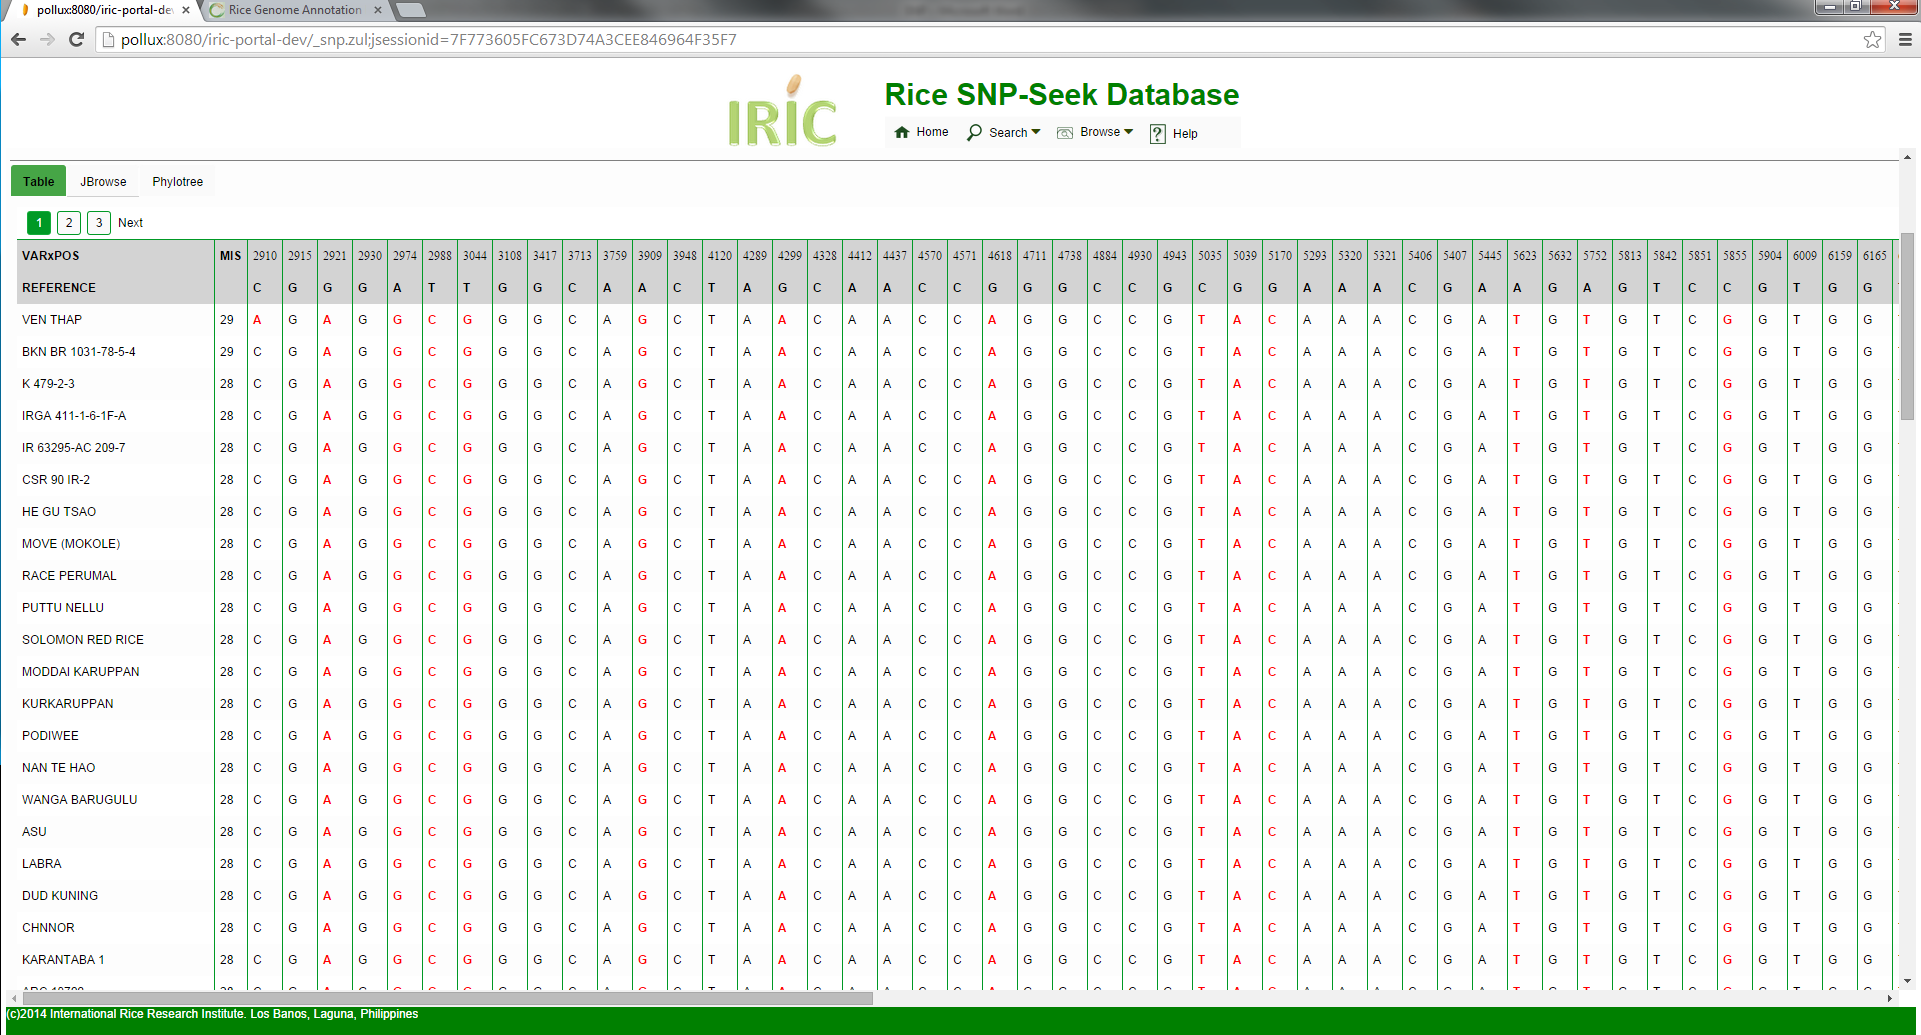 pollux:8080/iric-portal-dev
Rice Genome Annotation
pollux:8080/iric-portal-dev/_snp.zul;jsessionid=7F773605FC673D74A3CEE846964F35F7
IRIC
Rice SNP-Seek Database
Home Search Browse Help
Table JBrowse Phylotree
1 2 3 Next
VARxPOS MIS 2910 2915 2921 2930 2974 2988 3044 3108 3417 3713 3759 3909 3948 4120 4289 4299 4328 4412 4437 4570 4571 4618 4711 4738 4884 4930 4943 5035 5039 5170 5293 5320 5321 5406 5407 5445 5623 5632 5752 5813 5842 5851 5855 5904 6009 6159 6165
REFERENCE C G G G A T T G G C A A C T A G C A A C C G G G C C G C G G A A A C G A A G A G T C C G T G G
VEN THAP 29 A G A G G C G G G C A G C T A A C A A C C A G G C C G T A C A A A C G A T G T G T C G G T G G
BKN BR 1031-78-5-4 29 C G A G G C G G G C A G C T A A C A A C C A G G C C G T A C A A A C G A T G T G T C G G T G G
K 479-2-3 28 C G A G G C G G G C A G C T A A C A A C C A G G C C G T A C A A A C G A T G T G T C G G T G G
IRGA 411-1-6-1F-A 28 C G A G G C G G G C A G C T A A C A A C C A G G C C G T A C A A A C G A T G T G T C G G T G G
IR 63295-AC 209-7 28 C G A G G C G G G C A G C T A A C A A C C A G G C C G T A C A A A C G A T G T G T C G G T G G
CSR 90 IR-2 28 C G A G G C G G G C A G C T A A C A A C C A G G C C G T A C A A A C G A T G T G T C G G T G G
HE GU TSAO 28 C G A G G C G G G C A G C T A A C A A C C A G G C C G T A C A A A C G A T G T G T C G G T G G
MOVE (MOKOLE) 28 C G A G G C G G G C A G C T A A C A A C C A G G C C G T A C A A A C G A T G T G T C G G T G G
RACE PERUMAL 28 C G A G G C G G G C A G C T A A C A A C C A G G C C G T A C A A A C G A T G T G T C G G T G G
PUTTU NELLU 28 C G A G G C G G G C A G C T A A C A A C C A G G C C G T A C A A A C G A T G T G T C G G T G G
SOLOMON RED RICE 28 C G A G G C G G G C A G C T A A C A A C C A G G C C G T A C A A A C G A T G T G T C G G T G G
MODDAI KARUPPAN 28 C G A G G C G G G C A G C T A A C A A C C A G G C C G T A C A A A C G A T G T G T C G G T G G
KURKARUPPAN 28 C G A G G C G G G C A G C T A A C A A C C A G G C C G T A C A A A C G A T G T G T C G G T G G
PODIWEE 28 C G A G G C G G G C A G C T A A C A A C C A G G C C G T A C A A A C G A T G T G T C G G T G G
NAN TE HAO 28 C G A G G C G G G C A G C T A A C A A C C A G G C C G T A C A A A C G A T G T G T C G G T G G
WANGA BARUGULU 28 C G A G G C G G G C A G C T A A C A A C C A G G C C G T A C A A A C G A T G T G T C G G T G G
ASU 28 C G A G G C G G G C A G C T A A C A A C C A G G C C G T A C A A A C G A T G T G T C G G T G G
LABRA 28 C G A G G C G G G C A G C T A A C A A C C A G G C C G T A C A A A C G A T G T G T C G G T G G
DUD KUNING 28 C G A G G C G G G C A G C T A A C A A C C A G G C C G T A C A A A C G A T G T G T C G G T G G
CHNNOR 28 C G A G G C G G G C A G C T A A C A A C C A G G C C G T A C A A A C G A T G T G T C G G T G G
KARANTABA 1 28 C G A G G C G G G C A G C T A A C A A C C A G G C C G T A C A A A C G A T G T G T C G G T G G
(c)2014 International Rice Research Institute. Los Banos, Laguna, Philippines